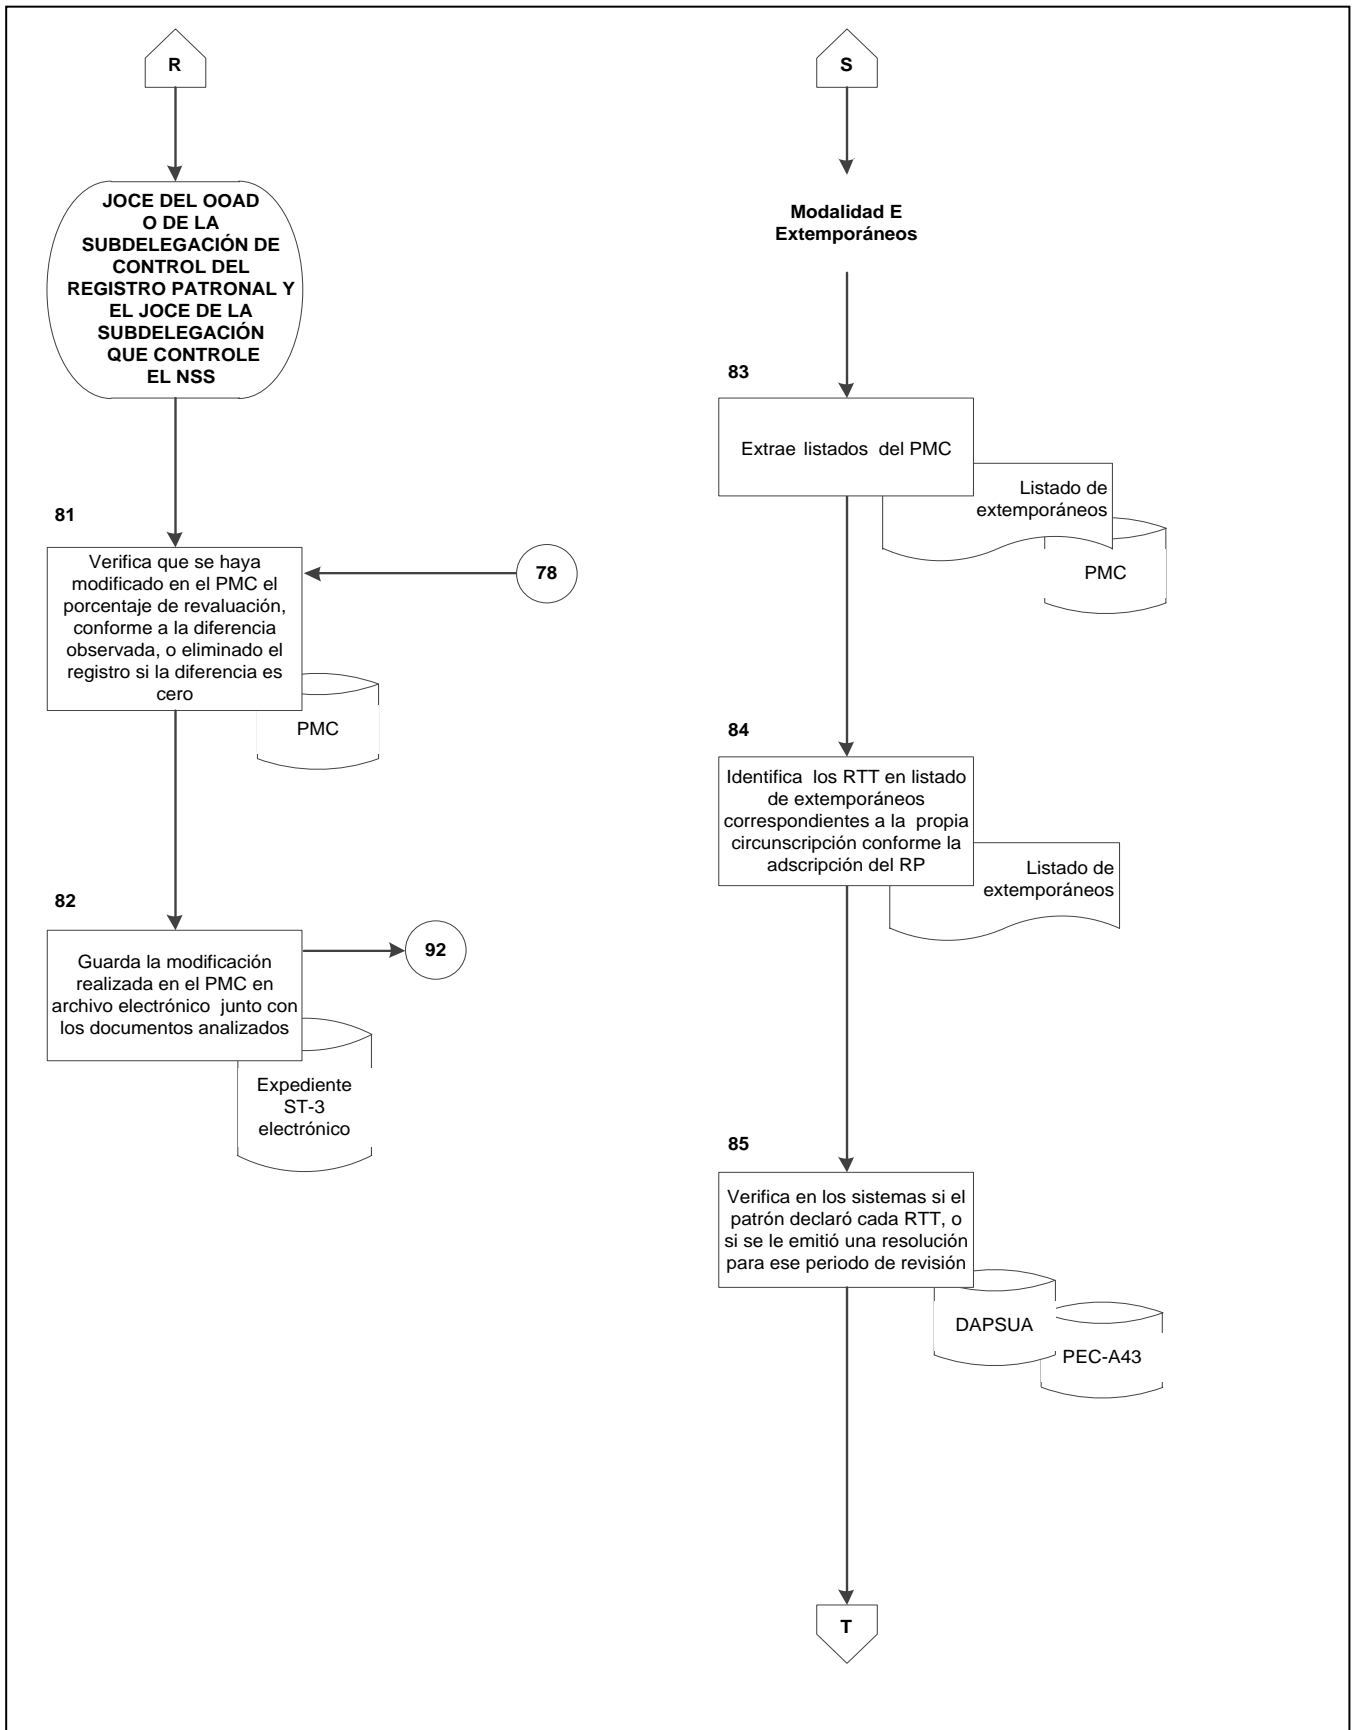 R
JOCE DEL OOAD
O DE LA
SUBDELEGACIÓN DE
CONTROL DEL
REGISTRO PATRONAL Y
EL JOCE DE LA
SUBDELEGACIÓN
QUE CONTROLE
EL NSS
81
Verifica que se haya
modificado en el PMC el
porcentaje de revaluación,
conforme a la diferencia
observada, o eliminado el
registro si la diferencia es
cero
78
PMC
82
Guarda la modificación
realizada en el PMC en
archivo electrónico junto con
los documentos analizados
92
Expediente
ST-3
electrónico
S
Modalidad E
Extemporáneos
83
Extrae listados del PMC
Listado de
extemporáneos
PMC
84
Identifica los RTT en listado
de extemporáneos
correspondientes a la propia
circunscripción conforme la
adscripción del RP
Listado de
extemporáneos
85
Verifica en los sistemas si el
patrón declaró cada RTT, o
si se le emitió una resolución
para ese periodo de revisión
DAPSUA
PEC-A43
T